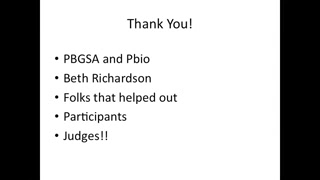 Thank You!
• PBGSA and Pbio
• Beth Richardson
• Folks that helped out
• Participants
• Judges!!